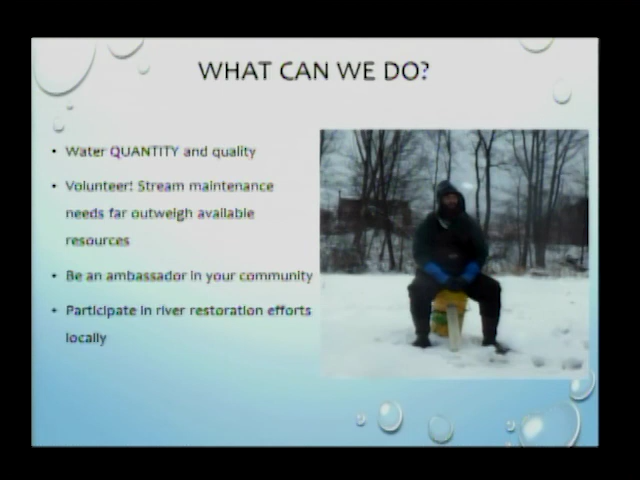 WHAT CAN WE DO?
• Water QUANTITY and quality
• Volunteer! Stream maintenance
needs far outweigh available
resources
• Be an ambassador in your community
• Participate in river restoration efforts
locally